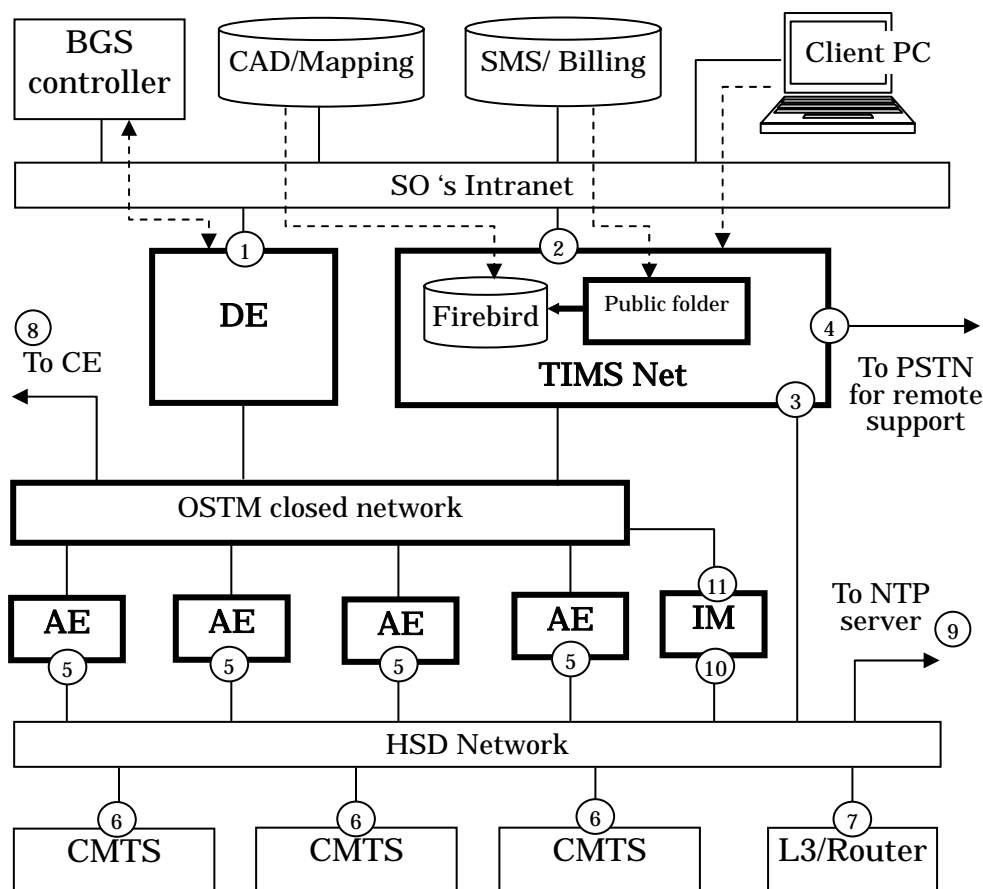 BGS
controller
CAD/Mapping
SMS/ Billing
Client PC
SO ‘s Intranet
1
2
DE
Firebird
Public folder
TIMS Net
3
4
To PSTN
for remote
support
8
To CE
OSTM closed network
11
AE
AE
AE
AE
IM
5
5
5
5
10
To NTP
server
9
HSD Network
6
6
6
7
CMTS
CMTS
CMTS
L3/Router